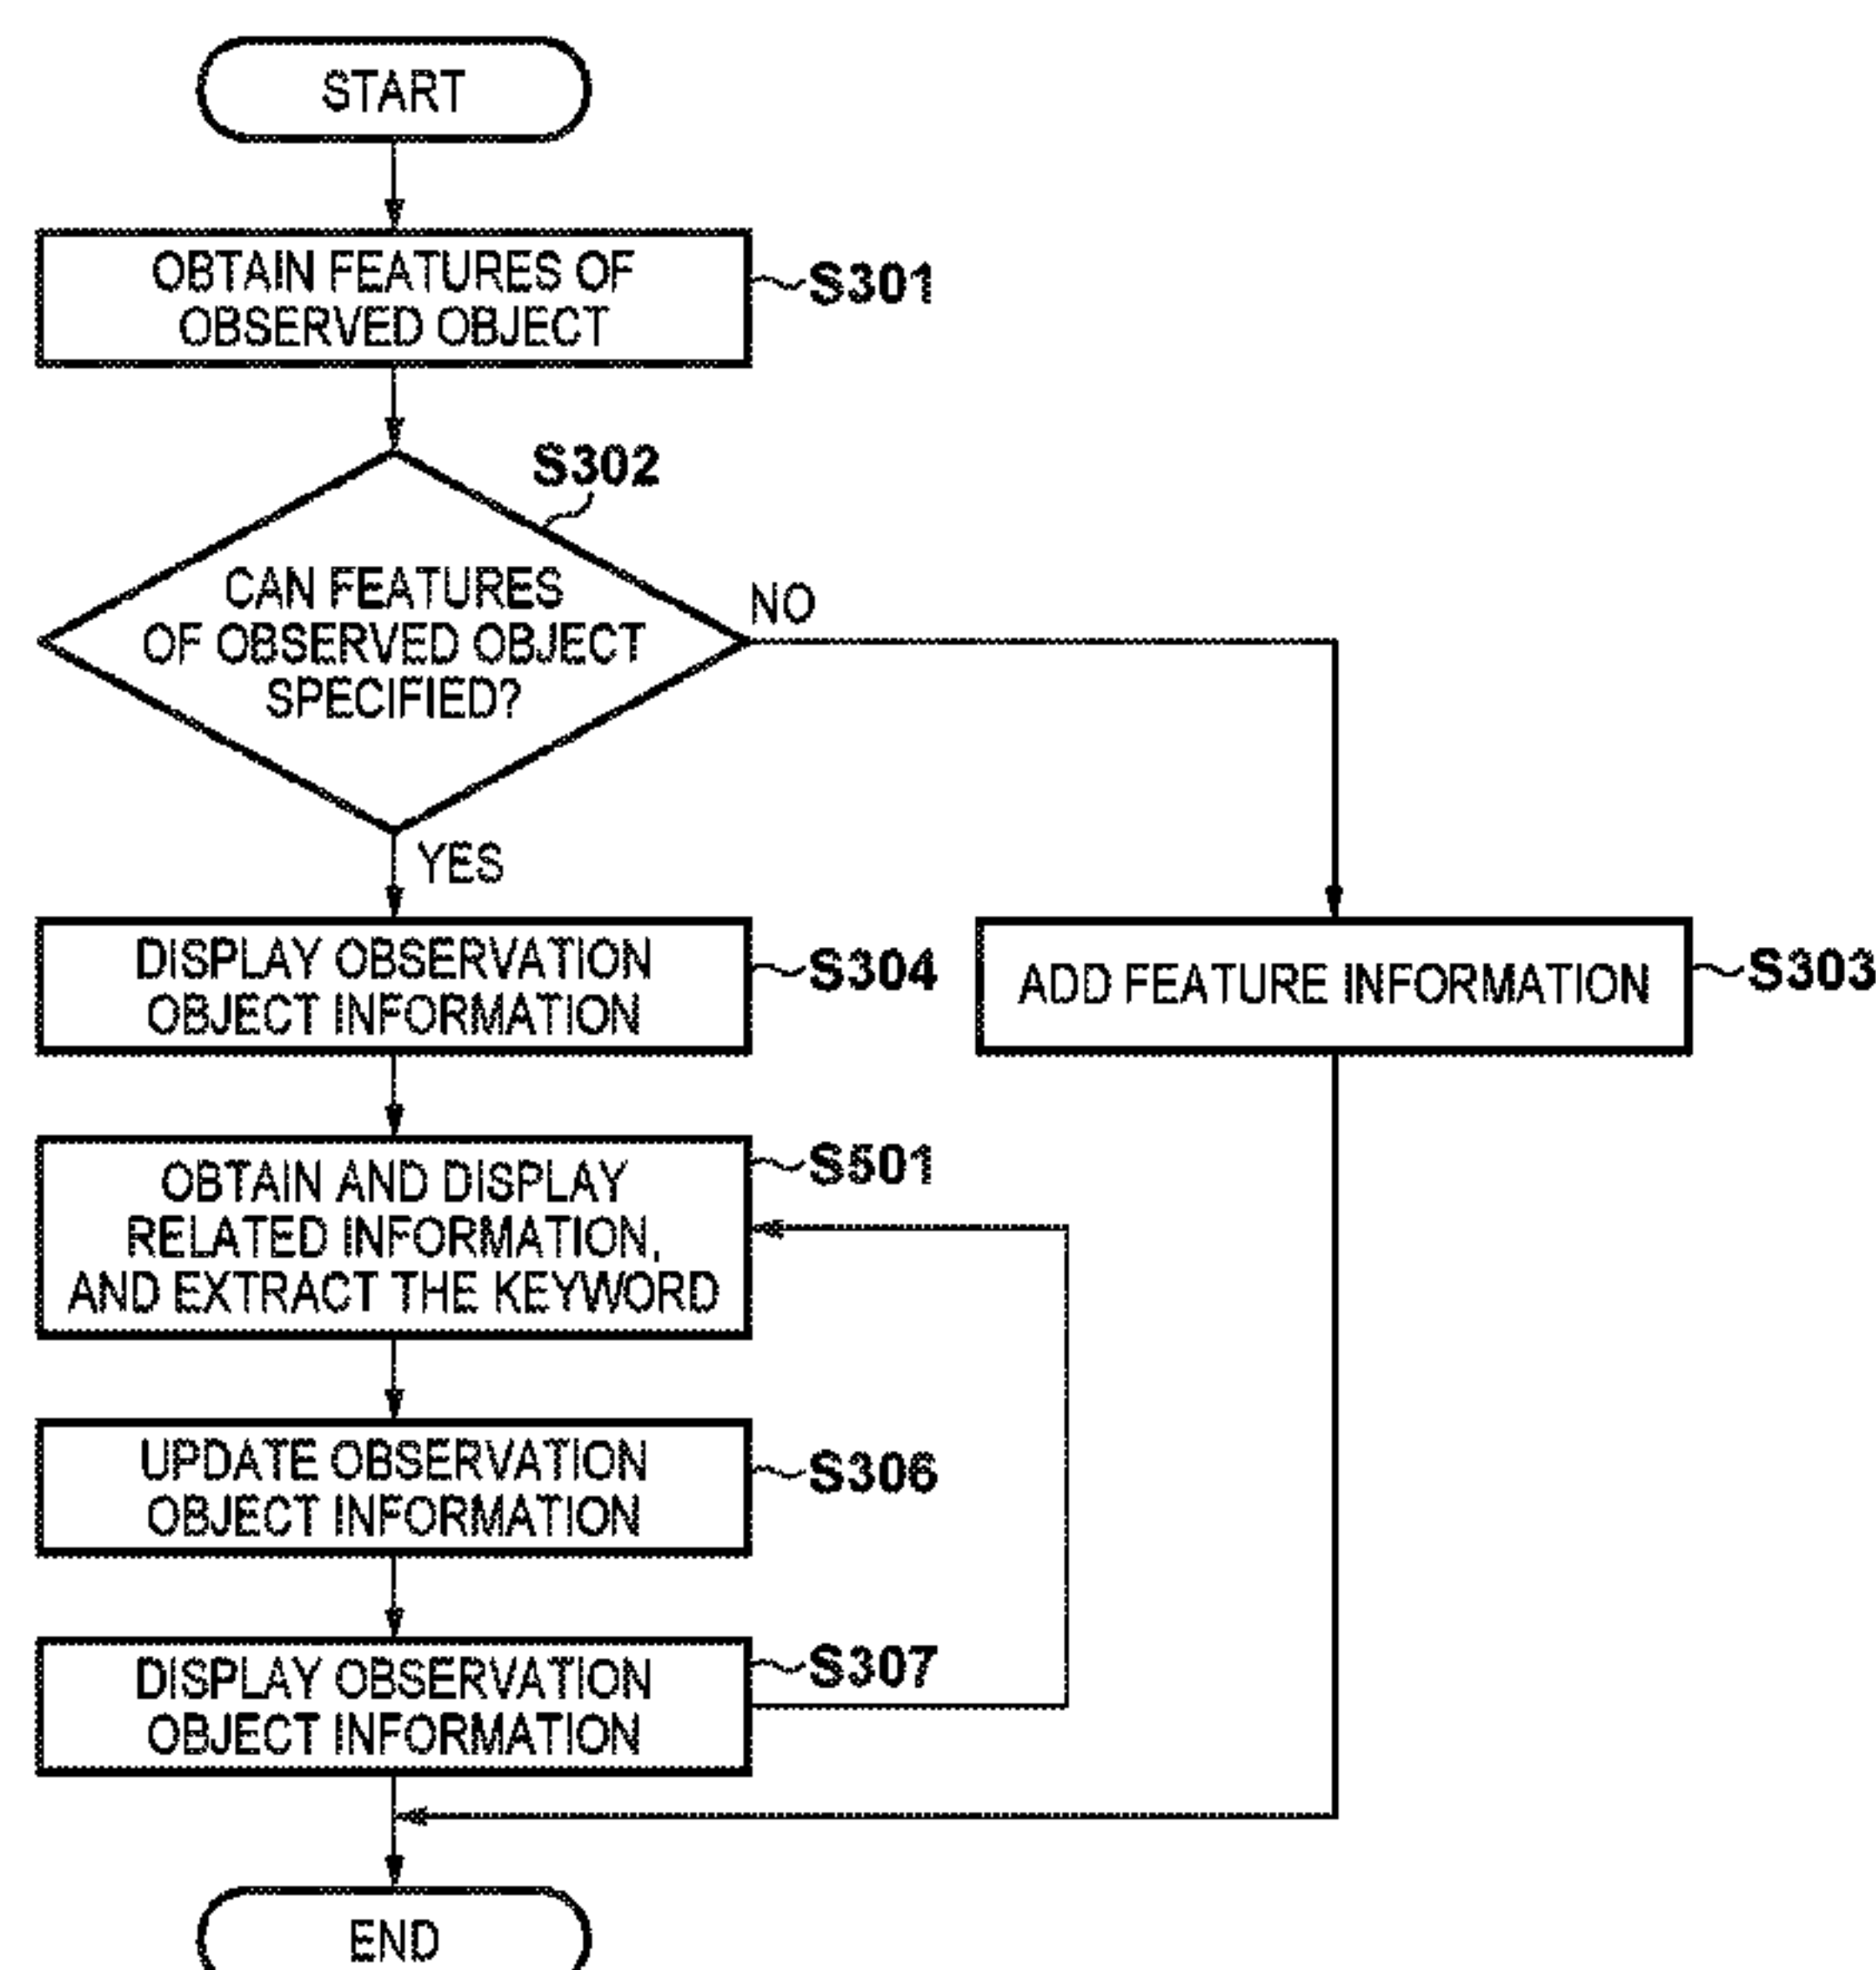 START
OBTAIN FEATURES OF
OBSERVED OBJECT
S301
S302
CAN FEATURES
OF OBSERVED OBJECT
SPECIFIED?
NO
YES
DISPLAY OBSERVATION
OBJECT INFORMATION
S304
ADD FEATURE INFORMATION
S303
OBTAIN AND DISPLAY
RELATED INFORMATION,
AND EXTRACT THE KEYWORD
S501
UPDATE OBSERVATION
OBJECT INFORMATION
S306
DISPLAY OBSERVATION
OBJECT INFORMATION
S307
END